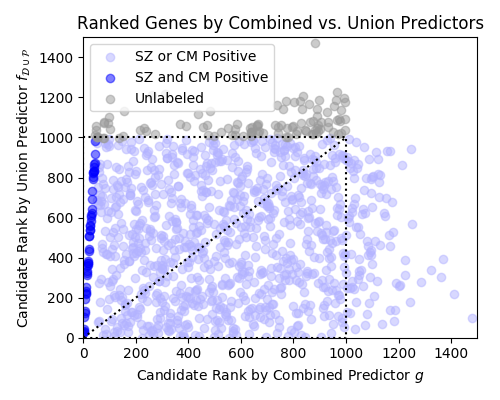 Ranked Genes by Combined vs. Union Predictors
SZ or CM Positive
SZ and CM Positive
Unlabeled
Candidate Rank by Union Predictor f_{𝒟∪𝒫}
1400
1200
1000
800
600
400
200
0
0 200 400 600 800 1000 1200 1400
Candidate Rank by Combined Predictor g